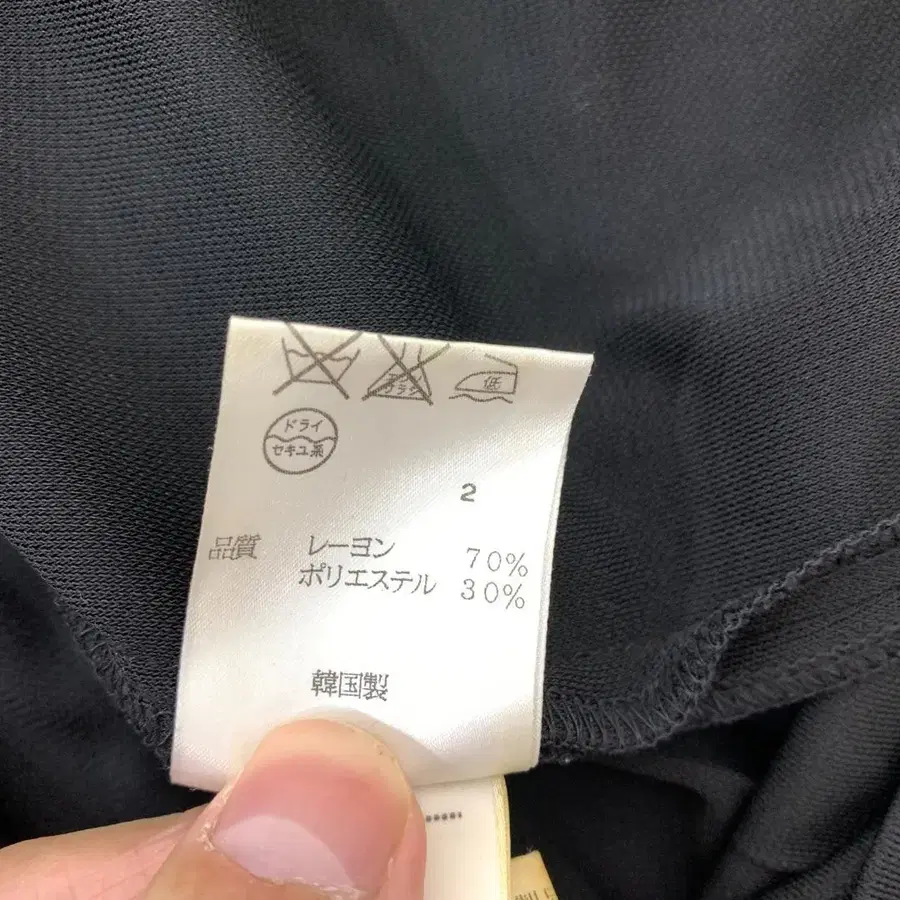 低
ドライ
セキユ系
2
品質 レーヨン 70%
ポリエステル 30%
韓国製